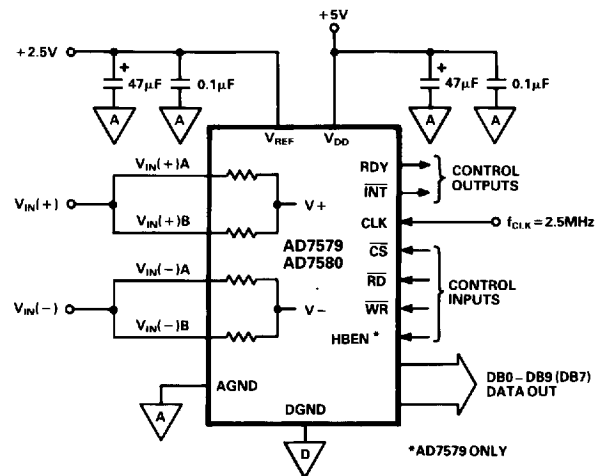 +5V
+2.5V
+
47µF
0.1µF
A
A
+
47µF
0.1µF
A
A
VREF
VDD
VIN(+)
VIN(+)A
VIN(+)B
V+
VIN(−)
VIN(−)A
VIN(−)B
V−
AD7579
AD7580
RDY
INT
CONTROL
OUTPUTS
CLK
fCLK = 2.5MHz
CS
RD
WR
HBEN *
CONTROL
INPUTS
DB0 – DB9 (DB7)
DATA OUT
AGND
A
DGND
D
*AD7579 ONLY